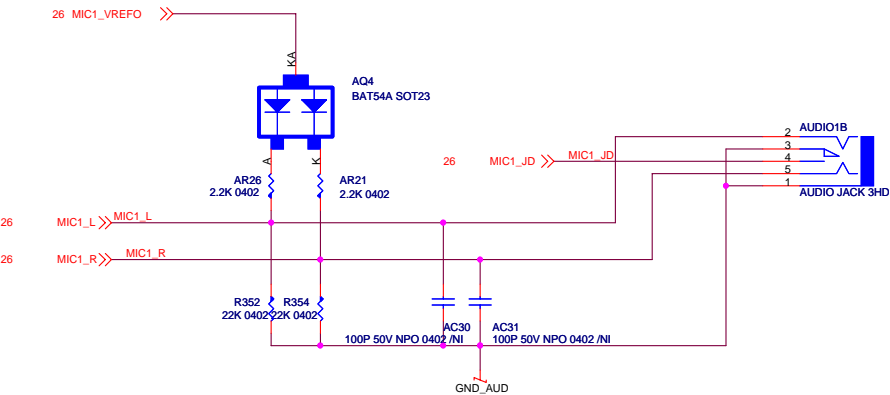 26 MIC1_VREFO
KA
AQ4
BAT54A SOT23
A
K
AR26
2.2K 0402
AR21
2.2K 0402
26 MIC1_JD MIC1_JD
2
3
4
5
1
AUDIO1B
AUDIO JACK 3HD
26 MIC1_L MIC1_L
26 MIC1_R MIC1_R
R352
22K 0402
R354
22K 0402
AC30
100P 50V NPO 0402 /NI
AC31
100P 50V NPO 0402 /NI
GND_AUD